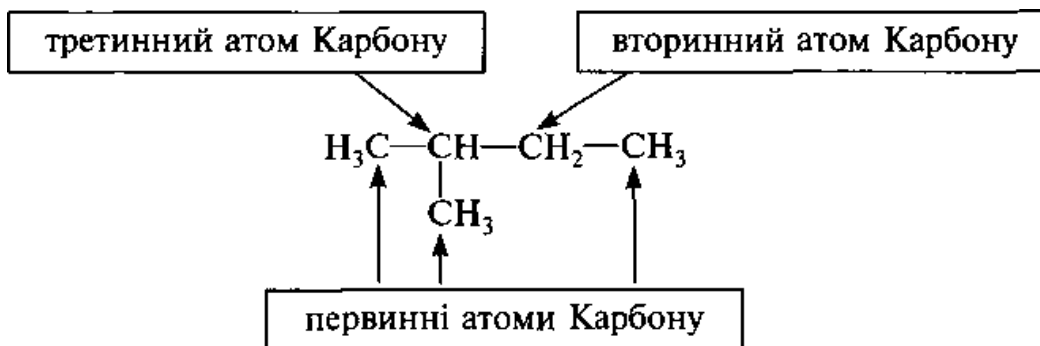 третинний атом Карбону
вторинний атом Карбону
H₃C—CH—CH₂—CH₃
CH₃
первинні атоми Карбону